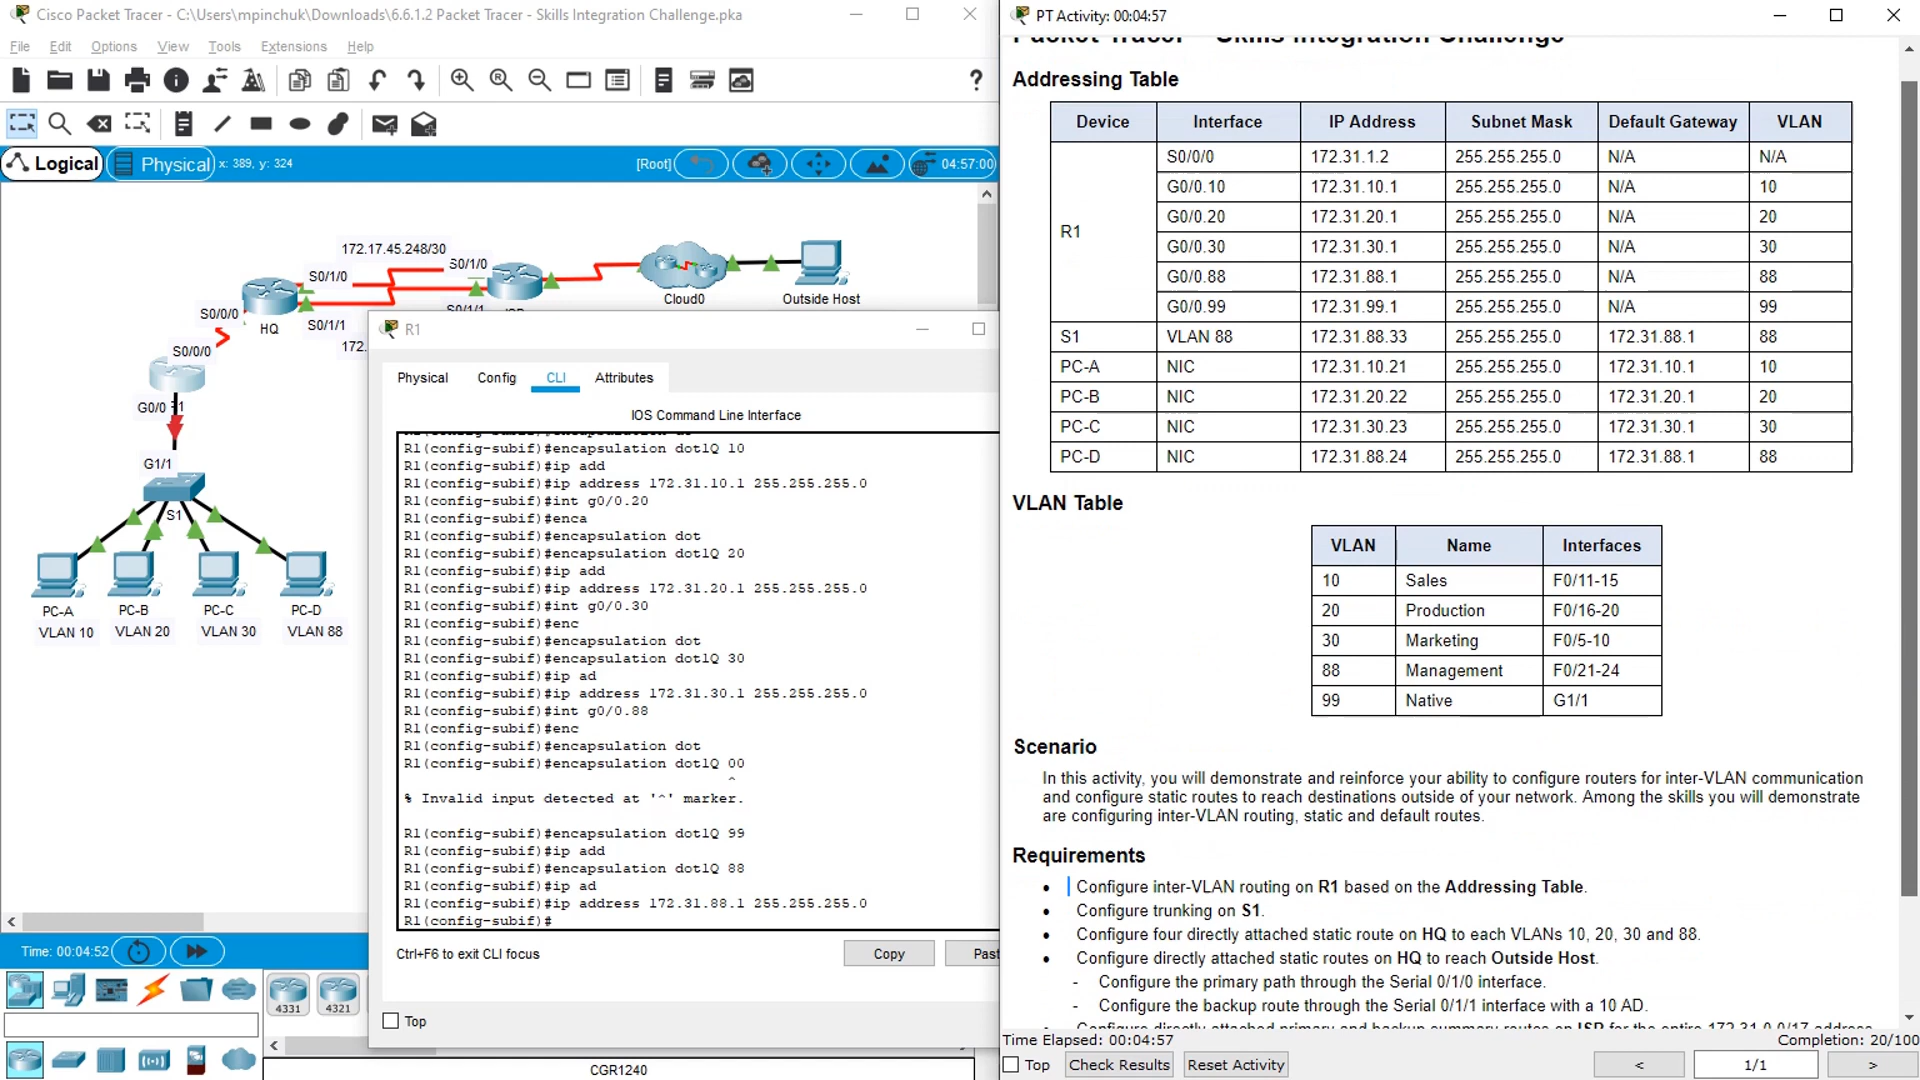 Cisco Packet Tracer - C:\Users\mpinchuk\Downloads\6.6.1.2 Packet Tracer - Skills Integration Challenge.pka
File Edit Options View Tools Extensions Help
Logical Physical x: 389, y: 324 [Root] 04:57:00
172.17.45.248/30
S0/1/0
S0/1/0
Cloud0
Outside Host
S0/0/0
HQ
S0/1/1
S0/1/1
172.
S0/0/0
G0/0
G1/1
S1
PC-A
VLAN 10
PC-B
VLAN 20
PC-C
VLAN 30
PC-D
VLAN 88
R1
Physical Config CLI Attributes
IOS Command Line Interface
R1(config-subif)#encapsulation dot1Q 10
R1(config-subif)#ip add
R1(config-subif)#ip address 172.31.10.1 255.255.255.0
R1(config-subif)#int g0/0.20
R1(config-subif)#enca
R1(config-subif)#encapsulation dot
R1(config-subif)#encapsulation dot1Q 20
R1(config-subif)#ip add
R1(config-subif)#ip address 172.31.20.1 255.255.255.0
R1(config-subif)#int g0/0.30
R1(config-subif)#enc
R1(config-subif)#encapsulation dot
R1(config-subif)#encapsulation dot1Q 30
R1(config-subif)#ip ad
R1(config-subif)#ip address 172.31.30.1 255.255.255.0
R1(config-subif)#int g0/0.88
R1(config-subif)#enc
R1(config-subif)#encapsulation dot
R1(config-subif)#encapsulation dot1Q 00
^
% Invalid input detected at '^' marker.
R1(config-subif)#encapsulation dot1Q 99
R1(config-subif)#ip add
R1(config-subif)#encapsulation dot1Q 88
R1(config-subif)#ip ad
R1(config-subif)#ip address 172.31.88.1 255.255.255.0
R1(config-subif)#
Ctrl+F6 to exit CLI focus
Copy
Past
Top
Time: 00:04:52
4331
4321
CGR1240
PT Activity: 00:04:57
Packet Tracer - Skills Integration Challenge
Addressing Table
Device Interface IP Address Subnet Mask Default Gateway VLAN
R1
S0/0/0 172.31.1.2 255.255.255.0 N/A N/A
G0/0.10 172.31.10.1 255.255.255.0 N/A 10
G0/0.20 172.31.20.1 255.255.255.0 N/A 20
G0/0.30 172.31.30.1 255.255.255.0 N/A 30
G0/0.88 172.31.88.1 255.255.255.0 N/A 88
G0/0.99 172.31.99.1 255.255.255.0 N/A 99
S1 VLAN 88 172.31.88.33 255.255.255.0 172.31.88.1 88
PC-A NIC 172.31.10.21 255.255.255.0 172.31.10.1 10
PC-B NIC 172.31.20.22 255.255.255.0 172.31.20.1 20
PC-C NIC 172.31.30.23 255.255.255.0 172.31.30.1 30
PC-D NIC 172.31.88.24 255.255.255.0 172.31.88.1 88
VLAN Table
VLAN Name Interfaces
10 Sales F0/11-15
20 Production F0/16-20
30 Marketing F0/5-10
88 Management F0/21-24
99 Native G1/1
Scenario
In this activity, you will demonstrate and reinforce your ability to configure routers for inter-VLAN communication
and configure static routes to reach destinations outside of your network. Among the skills you will demonstrate
are configuring inter-VLAN routing, static and default routes.
Requirements
• Configure inter-VLAN routing on R1 based on the Addressing Table.
• Configure trunking on S1.
• Configure four directly attached static route on HQ to each VLANs 10, 20, 30 and 88.
• Configure directly attached static routes on HQ to reach Outside Host.
- Configure the primary path through the Serial 0/1/0 interface.
- Configure the backup route through the Serial 0/1/1 interface with a 10 AD.
• Configure directly attached primary and backup summary routes on ISP for the entire 172.31.0.0/17 address
Time Elapsed: 00:04:57
Completion: 20/100
Top
Check Results
Reset Activity
<
1/1
>